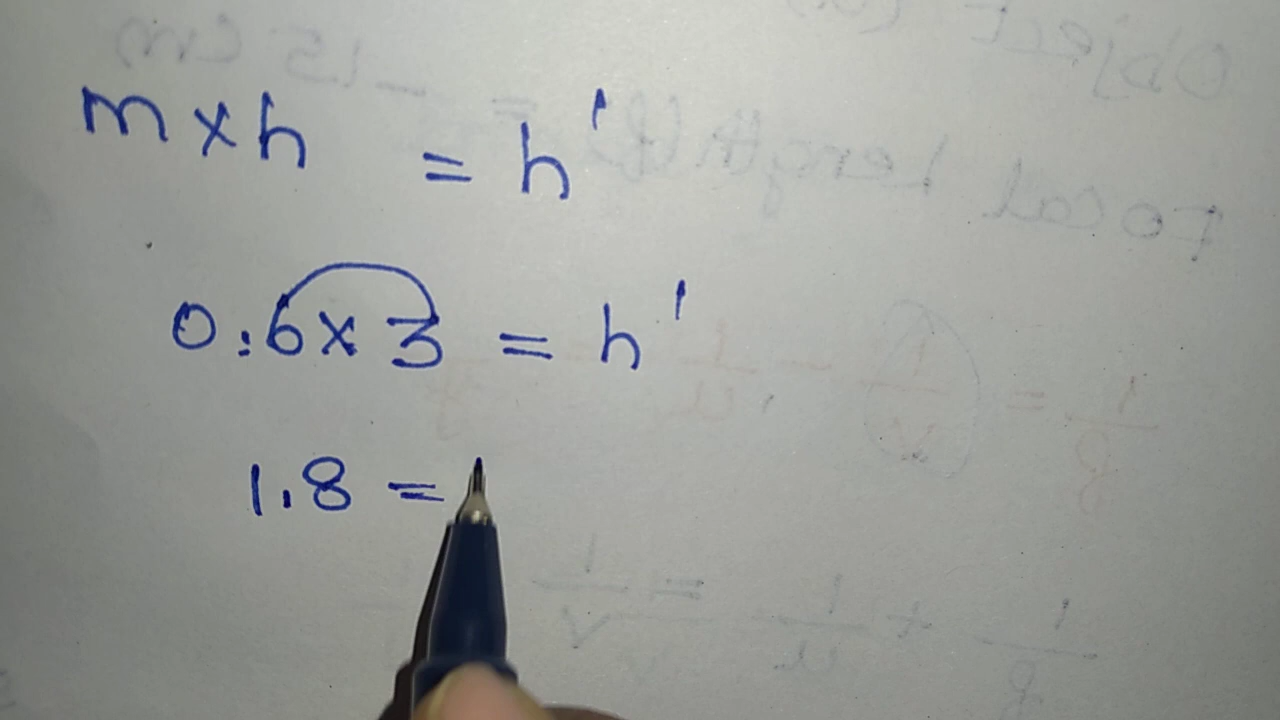 m × h = h'
0.6 × 3 = h'
1.8 =